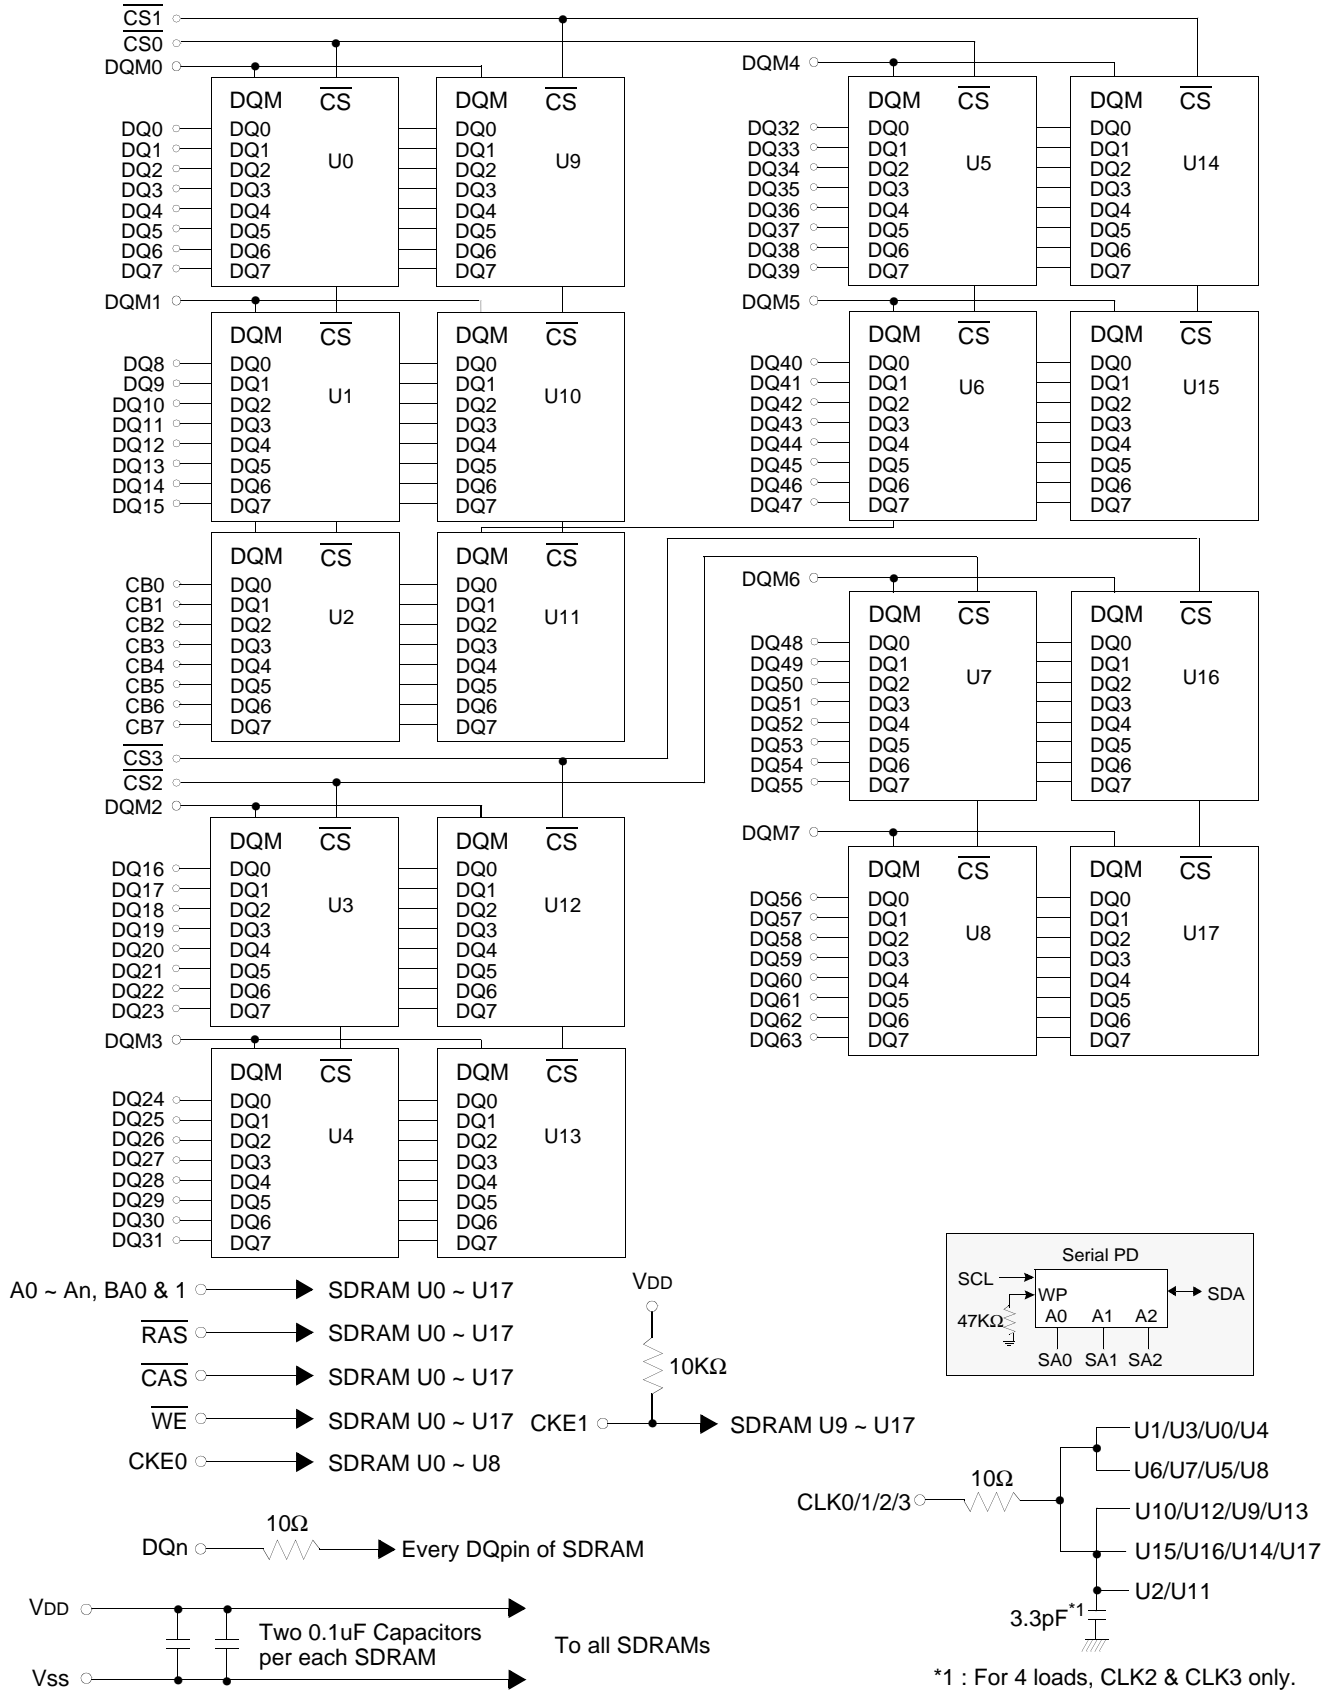 CS1
CS0
DQM0
DQM CS
DQM CS
DQ0 DQ0 DQ0
DQ1 DQ1 DQ1
DQ2 DQ2 DQ2
DQ3 DQ3 DQ3
DQ4 DQ4 DQ4
DQ5 DQ5 DQ5
DQ6 DQ6 DQ6
DQ7 DQ7 DQ7
U0 U9
DQM1
DQM CS
DQM CS
DQ8 DQ0 DQ0
DQ9 DQ1 DQ1
DQ10 DQ2 DQ2
DQ11 DQ3 DQ3
DQ12 DQ4 DQ4
DQ13 DQ5 DQ5
DQ14 DQ6 DQ6
DQ15 DQ7 DQ7
U1 U10
DQM CS
DQM CS
CB0 DQ0 DQ0
CB1 DQ1 DQ1
CB2 DQ2 DQ2
CB3 DQ3 DQ3
CB4 DQ4 DQ4
CB5 DQ5 DQ5
CB6 DQ6 DQ6
CB7 DQ7 DQ7
U2 U11
CS3
CS2
DQM2
DQM CS
DQM CS
DQ16 DQ0 DQ0
DQ17 DQ1 DQ1
DQ18 DQ2 DQ2
DQ19 DQ3 DQ3
DQ20 DQ4 DQ4
DQ21 DQ5 DQ5
DQ22 DQ6 DQ6
DQ23 DQ7 DQ7
U3 U12
DQM3
DQM CS
DQM CS
DQ24 DQ0 DQ0
DQ25 DQ1 DQ1
DQ26 DQ2 DQ2
DQ27 DQ3 DQ3
DQ28 DQ4 DQ4
DQ29 DQ5 DQ5
DQ30 DQ6 DQ6
DQ31 DQ7 DQ7
U4 U13
DQM4
DQM CS
DQM CS
DQ32 DQ0 DQ0
DQ33 DQ1 DQ1
DQ34 DQ2 DQ2
DQ35 DQ3 DQ3
DQ36 DQ4 DQ4
DQ37 DQ5 DQ5
DQ38 DQ6 DQ6
DQ39 DQ7 DQ7
U5 U14
DQM5
DQM CS
DQM CS
DQ40 DQ0 DQ0
DQ41 DQ1 DQ1
DQ42 DQ2 DQ2
DQ43 DQ3 DQ3
DQ44 DQ4 DQ4
DQ45 DQ5 DQ5
DQ46 DQ6 DQ6
DQ47 DQ7 DQ7
U6 U15
DQM6
DQM CS
DQM CS
DQ48 DQ0 DQ0
DQ49 DQ1 DQ1
DQ50 DQ2 DQ2
DQ51 DQ3 DQ3
DQ52 DQ4 DQ4
DQ53 DQ5 DQ5
DQ54 DQ6 DQ6
DQ55 DQ7 DQ7
U7 U16
DQM7
DQM CS
DQM CS
DQ56 DQ0 DQ0
DQ57 DQ1 DQ1
DQ58 DQ2 DQ2
DQ59 DQ3 DQ3
DQ60 DQ4 DQ4
DQ61 DQ5 DQ5
DQ62 DQ6 DQ6
DQ63 DQ7 DQ7
U8 U17
A0 ~ An, BA0 & 1 SDRAM U0 ~ U17
RAS SDRAM U0 ~ U17
CAS SDRAM U0 ~ U17
WE SDRAM U0 ~ U17
CKE0 SDRAM U0 ~ U8
VDD
10KΩ
CKE1 SDRAM U9 ~ U17
Serial PD
SCL
WP
SDA
47KΩ
A0 A1 A2
SA0 SA1 SA2
CLK0/1/2/3
10Ω
U1/U3/U0/U4
U6/U7/U5/U8
U10/U12/U9/U13
U15/U16/U14/U17
U2/U11
3.3pF*1
DQn
10Ω
Every DQpin of SDRAM
VDD
Vss
Two 0.1uF Capacitors
per each SDRAM
To all SDRAMs
*1 : For 4 loads, CLK2 & CLK3 only.